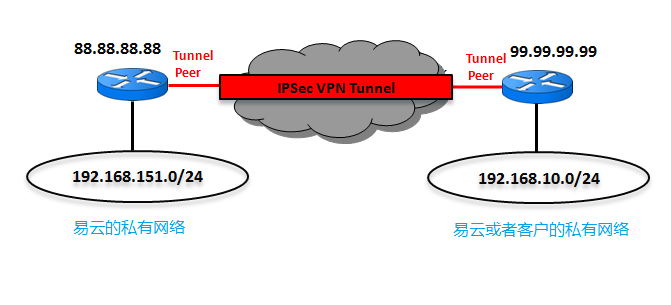 88.88.88.88
Tunnel
Peer
IPSec VPN Tunnel
Tunnel
Peer
99.99.99.99
192.168.151.0/24
192.168.10.0/24
易云的私有网络
易云或者客户的私有网络